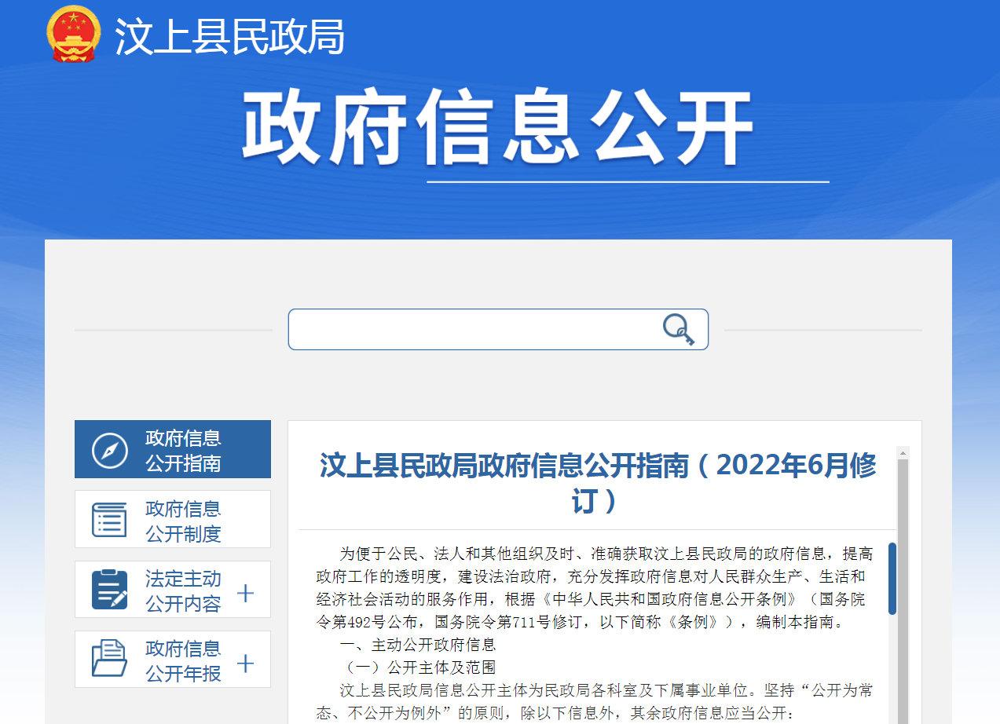 汶上县民政局
政府信息公开
政府信息
公开指南
政府信息
公开制度
法定主动
公开内容
政府信息
公开年报
汶上县民政局政府信息公开指南（2022年6月修
订）
为便于公民、法人和其他组织及时、准确获取汶上县民政局的政府信息，提高
政府工作的透明度，建设法治政府，充分发挥政府信息对人民群众生产、生活和
经济社会活动的服务作用，根据《中华人民共和国政府信息公开条例》（国务院
令第492号公布，国务院令第711号修订，以下简称《条例》），编制本指南。
一、主动公开政府信息
（一）公开主体及范围
汶上县民政局信息公开主体为民政局各科室及下属事业单位。坚持“公开为常
态、不公开为例外”的原则，除以下信息外，其余政府信息应当公开：